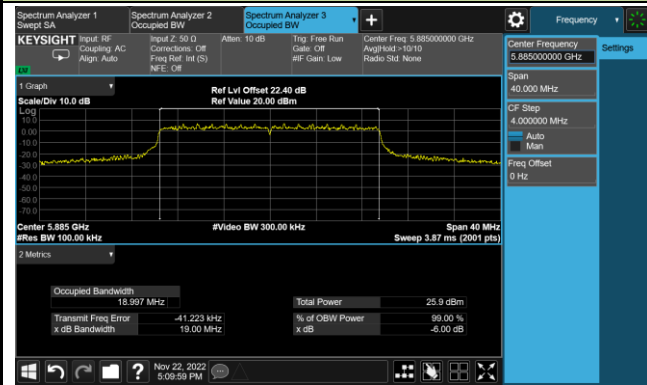 Spectrum Analyzer 1
Swept SA
Spectrum Analyzer 2
Occupied BW
Spectrum Analyzer 3
Occupied BW
Frequency
KEYSIGHT
Input: RF
Coupling: AC
Align: Auto
Input Z: 50 Ω
Corrections: Off
Freq Ref: Int (S)
NFE: Off
Atten: 10 dB
Trig: Free Run
Gate: Off
#IF Gain: Low
Center Freq: 5.885000000 GHz
Avg|Hold:>10/10
Radio Std: None
Center Frequency
5.885000000 GHz
Settings
Span
40.000 MHz
CF Step
4.000000 MHz
Auto
Man
Freq Offset
0 Hz
1 Graph
Scale/Div 10.0 dB
Ref Lvl Offset 22.40 dB
Ref Value 20.00 dBm
Log
10.0
0.00
-10.0
-20.0
-30.0
-40.0
-50.0
-60.0
-70.0
Center 5.885 GHz
#Video BW 300.00 kHz
Span 40 MHz
#Res BW 100.00 kHz
Sweep 3.87 ms (2001 pts)
2 Metrics
Occupied Bandwidth
18.997 MHz
Total Power
25.9 dBm
Transmit Freq Error
-41.223 kHz
% of OBW Power
99.00 %
x dB Bandwidth
19.00 MHz
x dB
-6.00 dB
Nov 22, 2022
5:09:59 PM